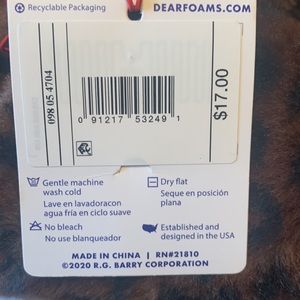 Recyclable Packaging
DEARFOAMS.COM
098 05 4704
0 91217 53249 1
$17.00
Gentle machine
wash cold
Lave en lavadoracon
agua fría en ciclo suave
Dry flat
Seque en posición
plana
No bleach
No use blanqueador
Established and
designed in the USA
MADE IN CHINA | RN#21810
©2020 R.G. BARRY CORPORATION